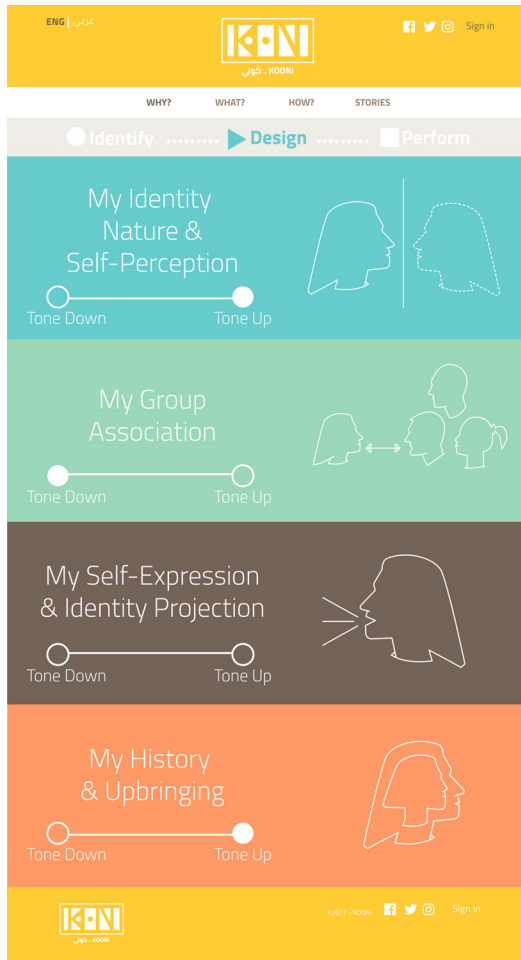 ENG | عربي
Sign in
KONI
كوني .. KOONI
WHY? WHAT? HOW? STORIES
Identify ......... Design ......... Perform
My Identity
Nature &
Self-Perception
Tone Down Tone Up
My Group
Association
Tone Down Tone Up
My Self-Expression
& Identity Projection
Tone Down Tone Up
My History
& Upbringing
Tone Down Tone Up
KONI
كوني .. KOONI
©2017 - KOONI
Sign in